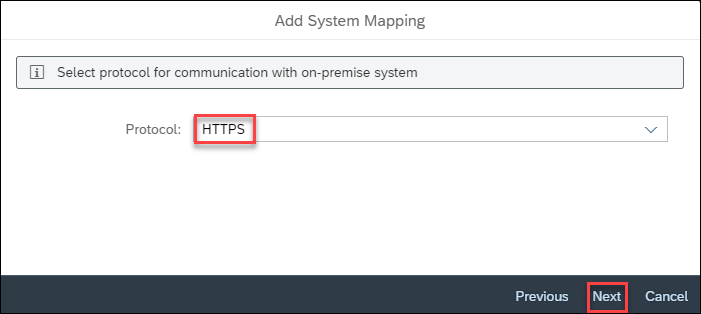 Add System Mapping
Select protocol for communication with on-premise system
Protocol: HTTPS
Previous Next Cancel